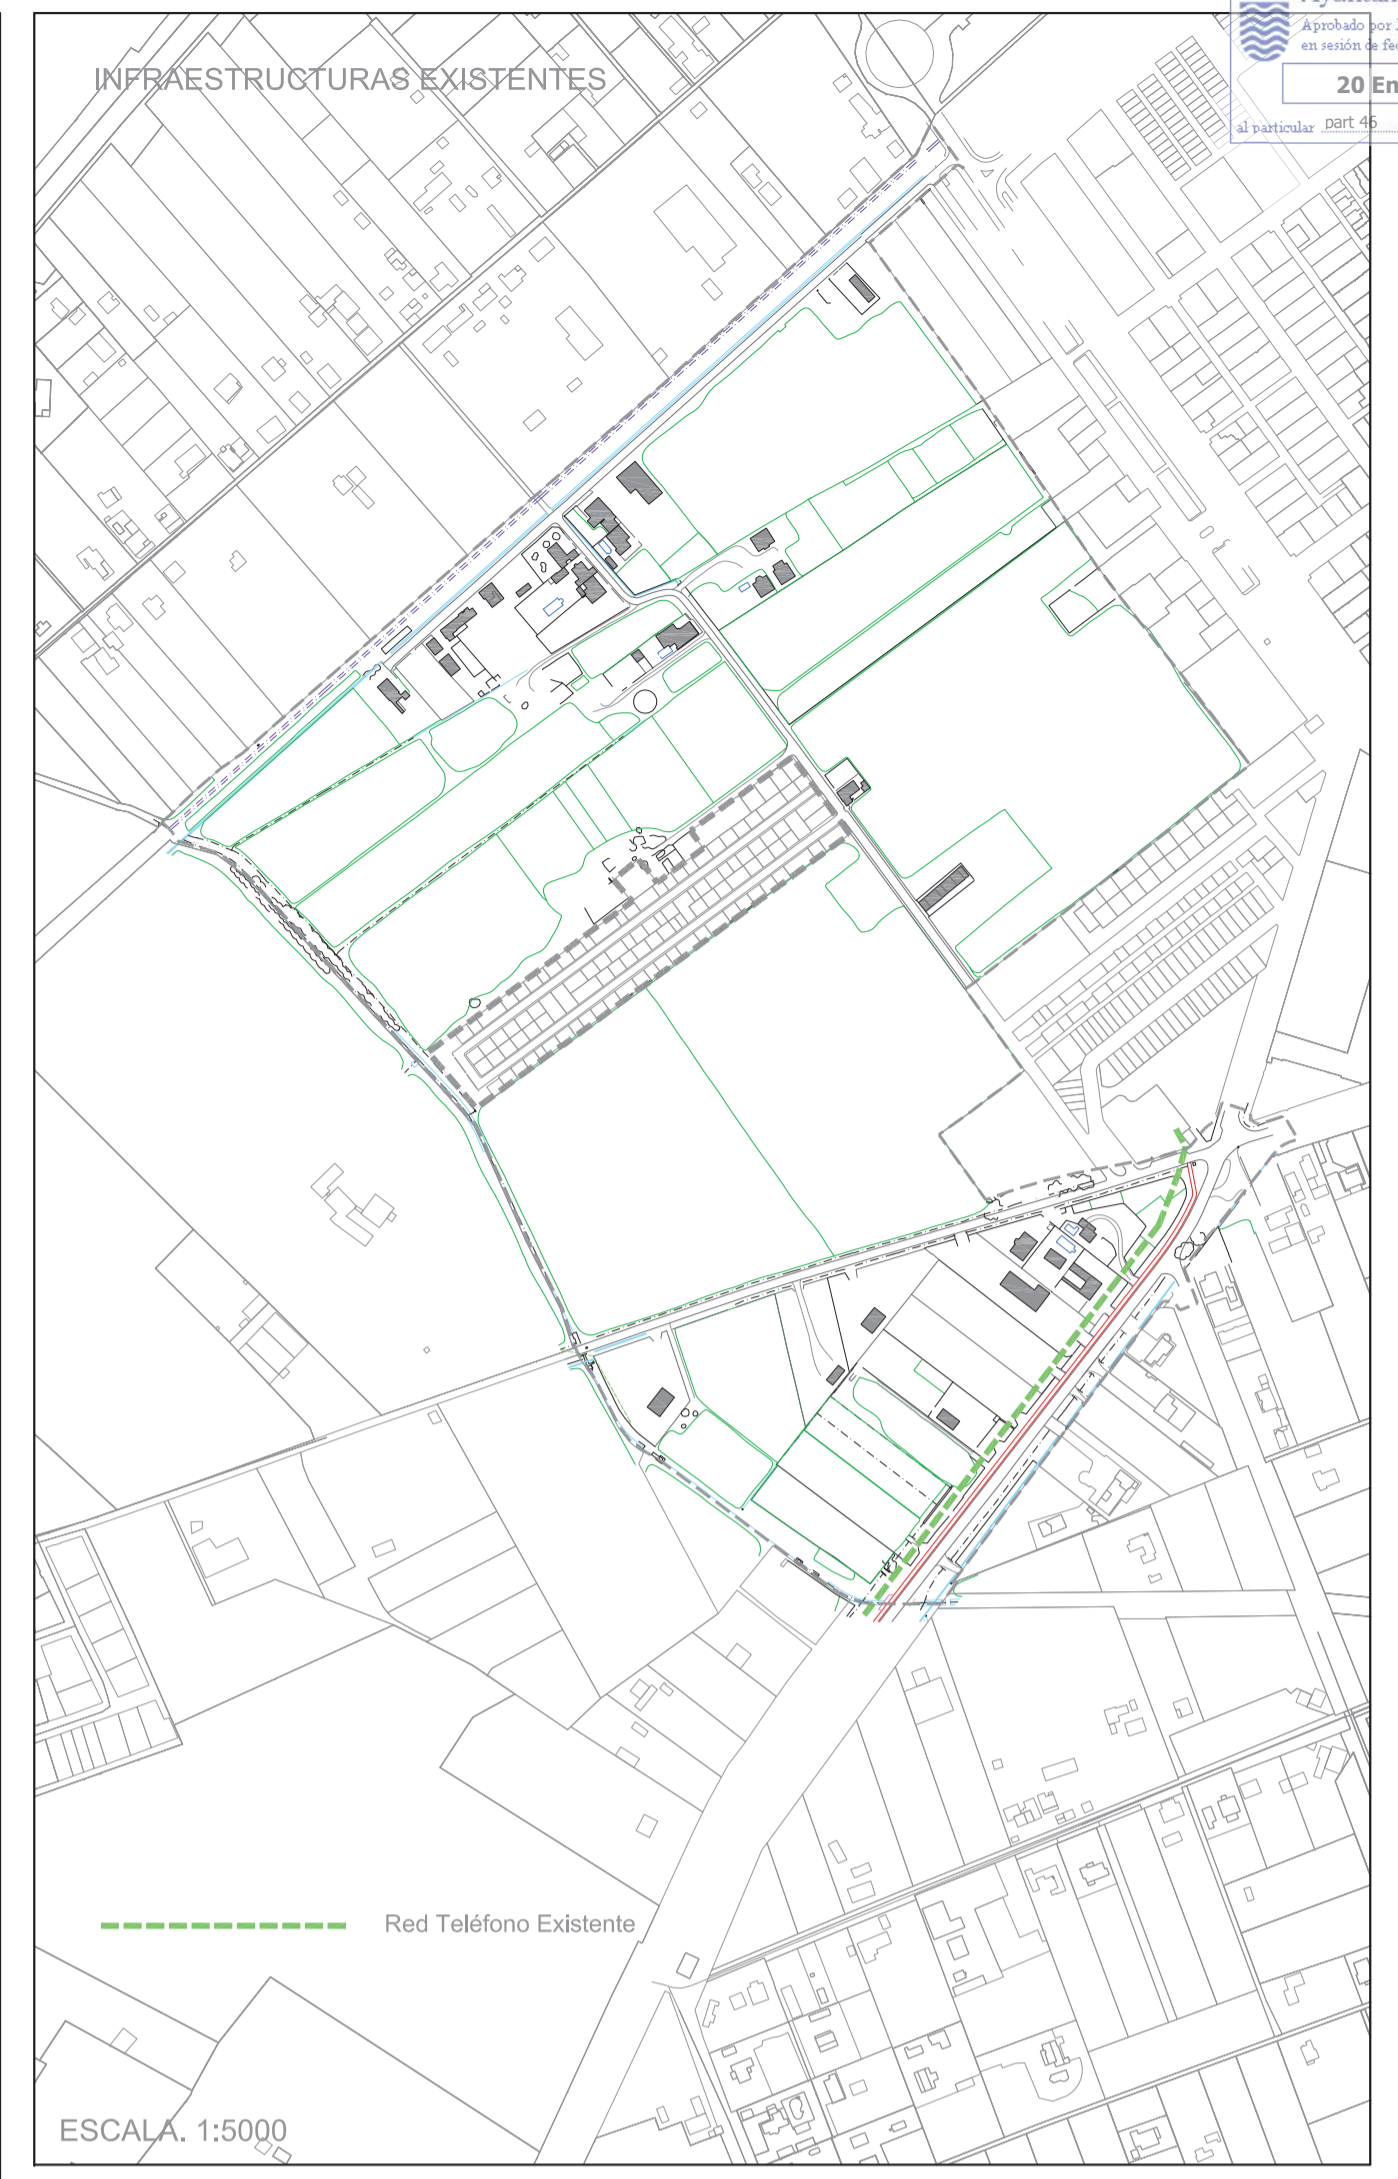 INFRAESTRUCTURAS EXISTENTES
Aprobado por
en sesión de
20 En
al particular part 46
Red Teléfono Existente
ESCALA. 1:5000